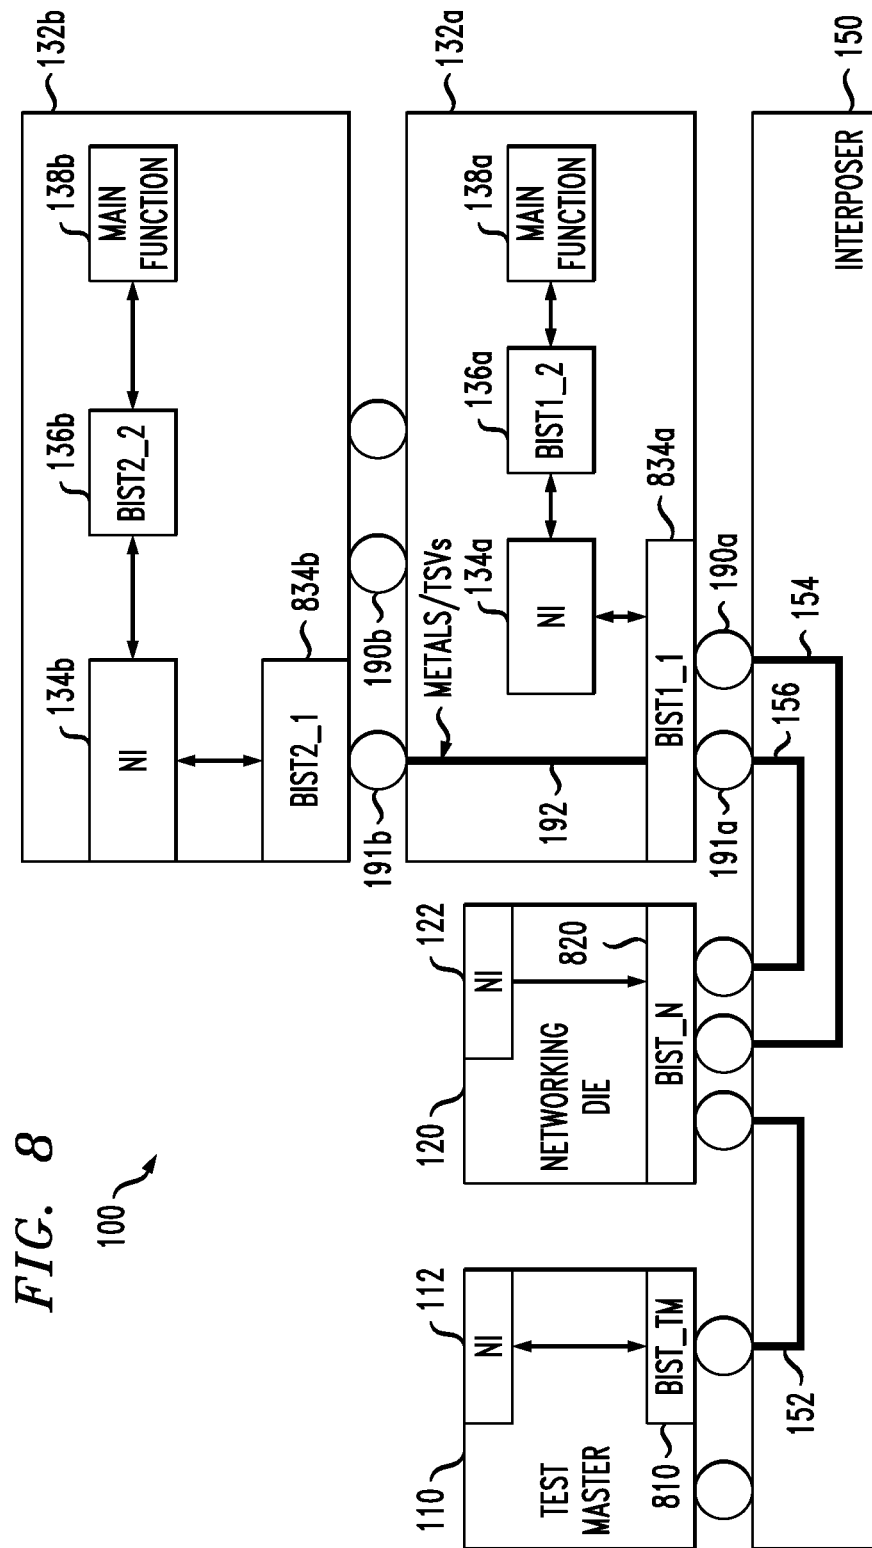 FIG. 8
100
132b
138b
MAIN
FUNCTION
136b
BIST2_2
134b
NI
834b
BIST2_1
191b
190b
132a
138a
MAIN
FUNCTION
136a
BIST1_2
134a
NI
METALS/TSVs
192
834a
BIST1_1
191a
190a
122
NI
120
NETWORKING
DIE
820
BIST_N
112
NI
110
TEST
MASTER
BIST_TM
810
152
156
154
150
INTERPOSER